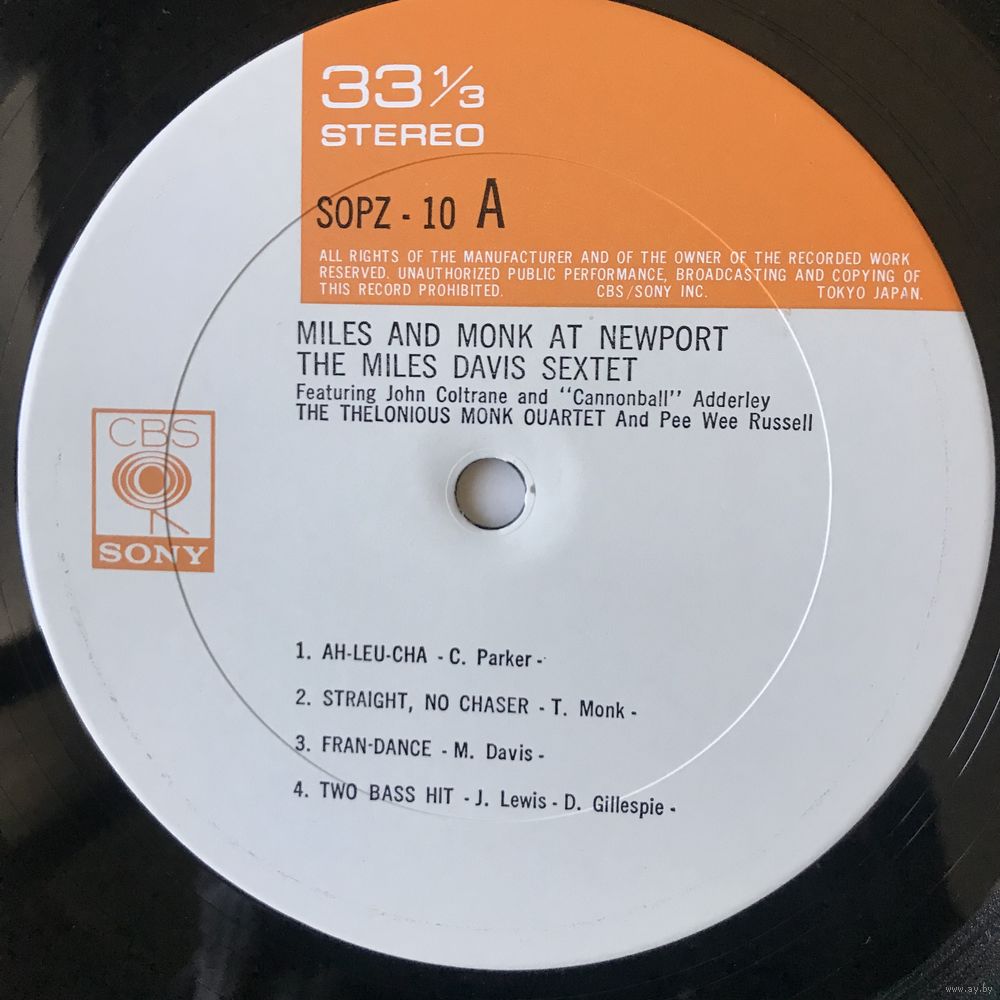 33 1/3
STEREO
SOPZ - 10 A
ALL RIGHTS OF THE MANUFACTURER AND OF THE OWNER OF THE RECORDED WORK
RESERVED. UNAUTHORIZED PUBLIC PERFORMANCE, BROADCASTING AND COPYING OF
THIS RECORD PROHIBITED. CBS/SONY INC. TOKYO JAPAN.
MILES AND MONK AT NEWPORT
THE MILES DAVIS SEXTET
Featuring John Coltrane and "Cannonball" Adderley
THE THELONIOUS MONK OUARTET And Pee Wee Russell
CBS
SONY
1. AH-LEU-CHA - C. Parker -
2. STRAIGHT, NO CHASER - T. Monk -
3. FRAN-DANCE - M. Davis -
4. TWO BASS HIT - J. Lewis - D. Gillespie -
www.ay.by